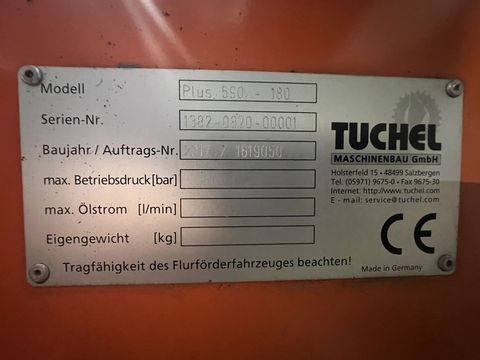 Modell Plus 590. - 180
Serien-Nr. 1382-0820-00001
Baujahr / Auftrags-Nr. 2017 / 1619050
max. Betriebsdruck [bar]
max. Ölstrom [l/min]
Eigengewicht [kg]
Tragfähigkeit des Flurförderfahrzeuges beachten!
TUCHEL
MASCHINENBAU GmbH
Holsterfeld 15 • 48499 Salzbergen
Tel. (05971) 9675-0 • Fax 9675-30
Internet: http://www.tuchel.com
E - mail: service@tuchel.com
CE
Made in Germany